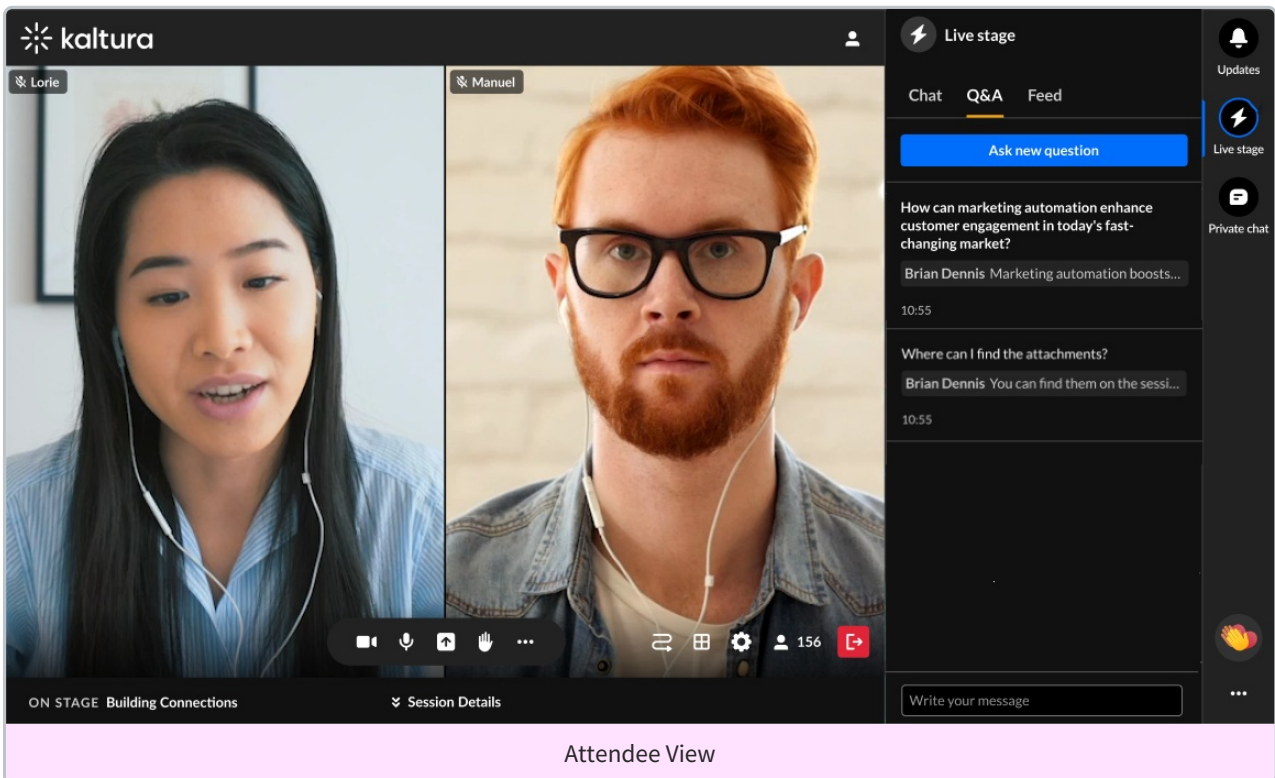 kaltura
Lorie
Manuel
156
ON STAGE Building Connections
Session Details
Live stage
Chat Q&A Feed
Ask new question
How can marketing automation enhance
customer engagement in today's fast-
changing market?
Brian Dennis Marketing automation boosts...
10:55
Where can I find the attachments?
Brian Dennis You can find them on the sessi...
10:55
Write your message
Updates
Live stage
Private chat
Attendee View